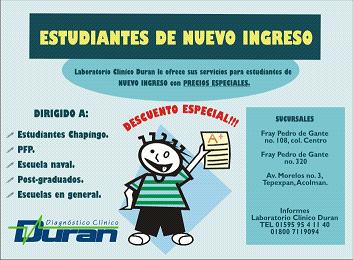 ESTUDIANTES DE NUEVO INGRESO
Laboratorio Clínico Duran le ofrece sus servicios para estudiantes de
NUEVO INGRESO con PRECIOS ESPECIALES.
DIRIGIDO A:
Estudiantes Chapingo.
PFP.
Escuela naval.
Post-graduados.
Escuelas en general.
DESCUENTO ESPECIAL!!!
A+
SUCURSALES
Fray Pedro de Gante
no. 108, col. Centro
Fray Pedro de Gante
no. 320
Av. Morelos no. 3,
Tepexpan, Acolman.
Informes
Laboratorio Clínico Duran
TEL 01595 95 4 11 40
01800 7119094
Diagnóstico Clínico
Duran